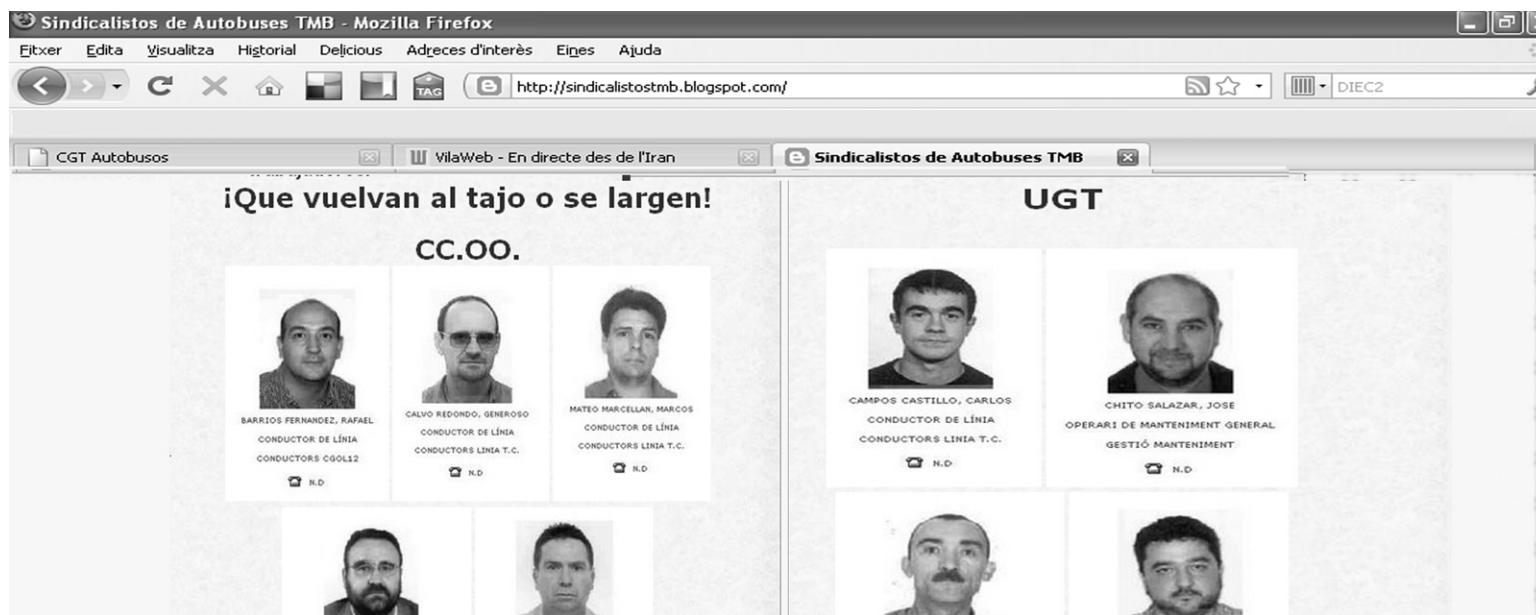 Sindicalistos de Autobuses TMB - Mozilla Firefox
Fitxer Edita Visualitza Historial Delicious Adreces d'interès Eines Ajuda
TAG http://sindicalistostmb.blogspot.com/ DIEC2
CGT Autobusos VilaWeb - En directe des de l'Iran Sindicalistos de Autobuses TMB
¡Que vuelvan al tajo o se largen!
CC.OO.
BARRIOS FERNANDEZ, RAFAEL
CONDUCTOR DE LÍNIA
CONDUCTORS CGOL12
N.D
CALVO REDONDO, GENEROSO
CONDUCTOR DE LÍNIA
CONDUCTORS LINIA T.C.
N.D
MATEO MARCELLAN, MARCOS
CONDUCTOR DE LÍNIA
CONDUCTORS LINIA T.C.
N.D
UGT
CAMPOS CASTILLO, CARLOS
CONDUCTOR DE LÍNIA
CONDUCTORS LINIA T.C.
N.D
CHITO SALAZAR, JOSE
OPERARI DE MANTENIMENT GENERAL
GESTIÓ MANTENIMENT
N.D